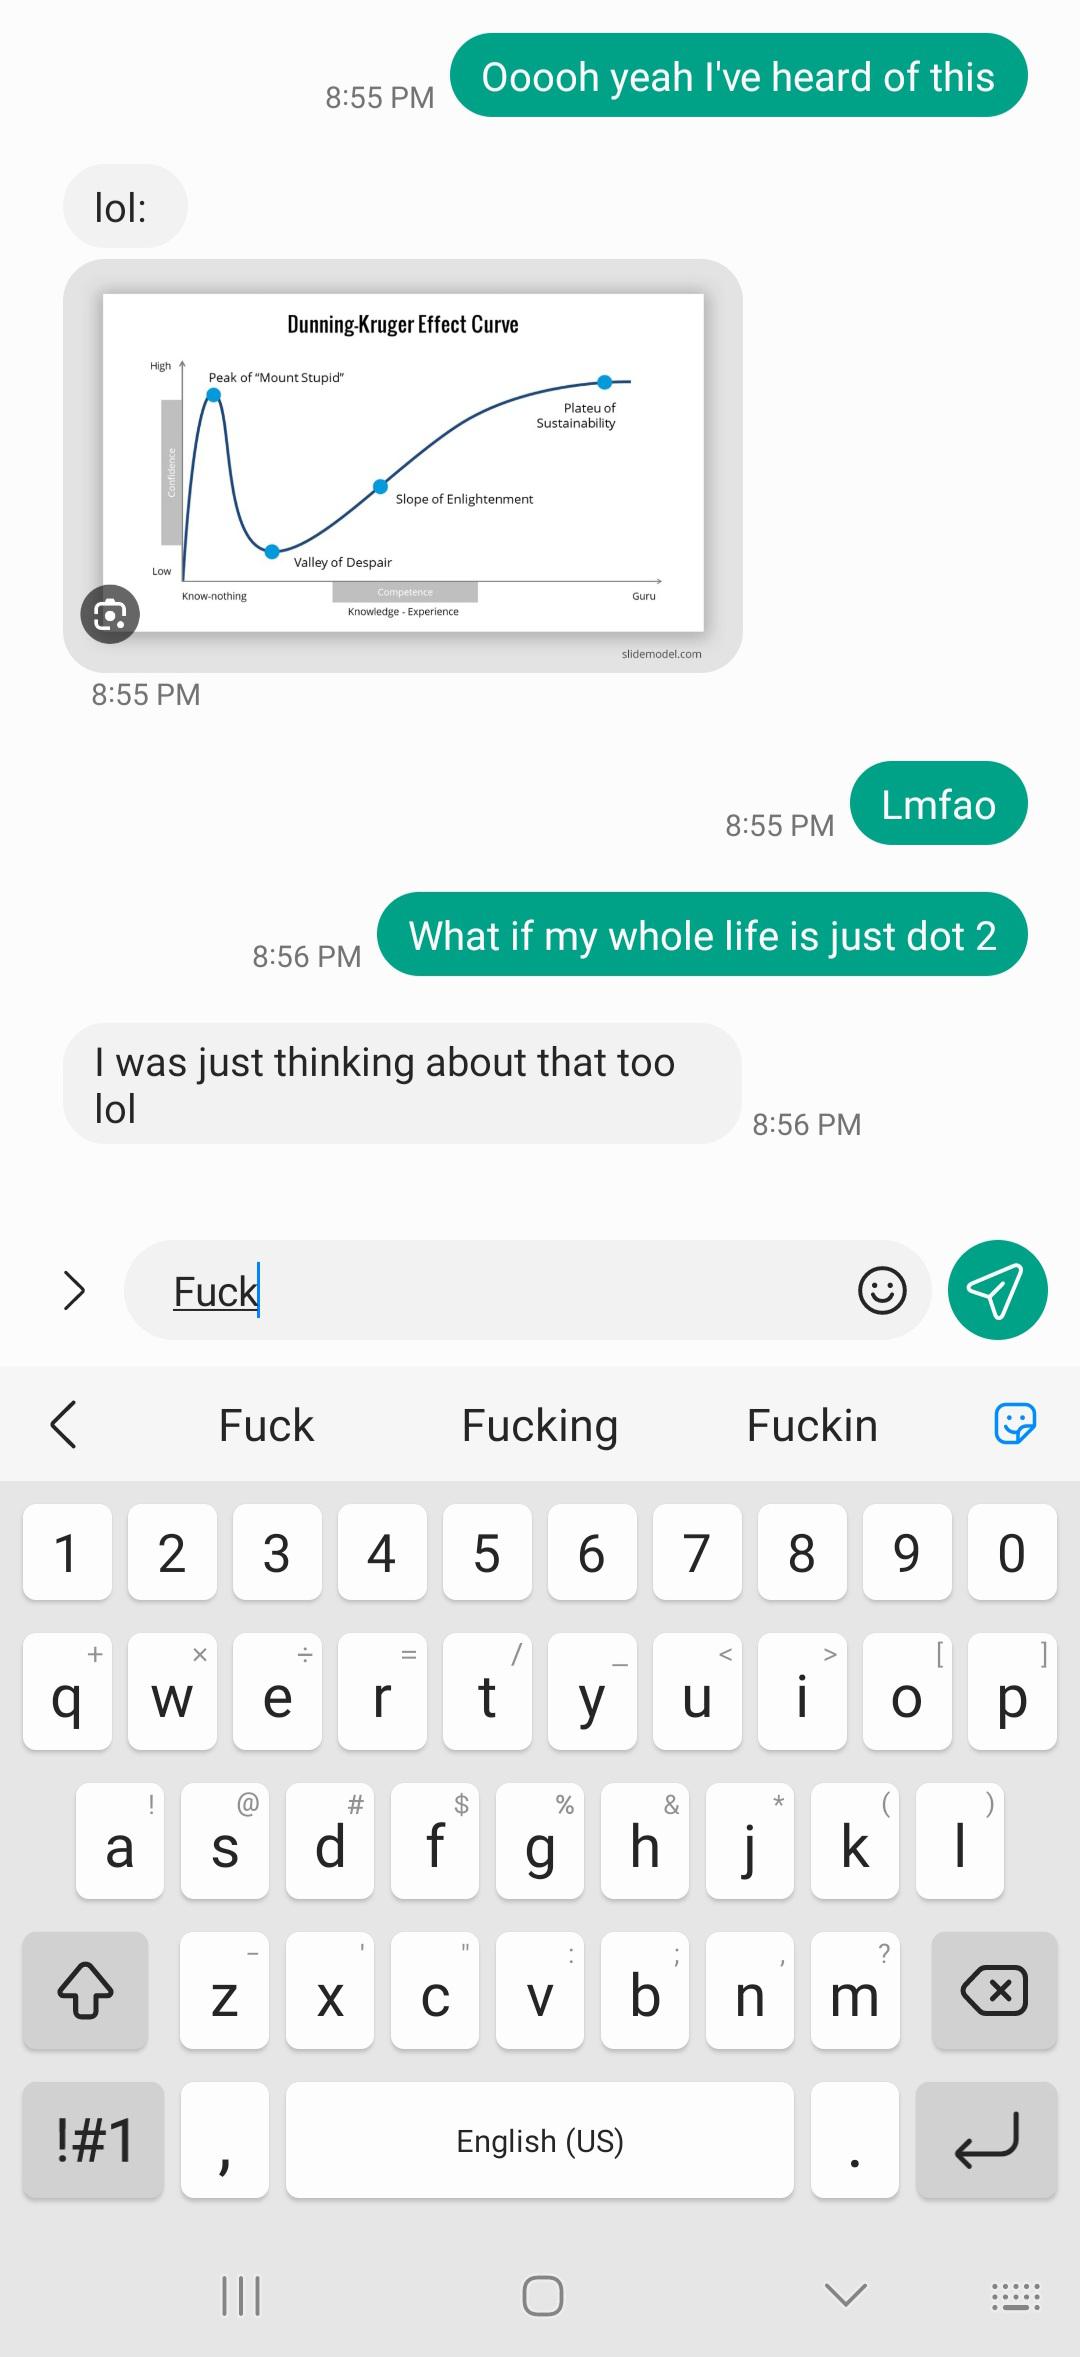 Ooooh yeah I've heard of this
8:55 PM
lol:
Dunning-Kruger Effect Curve
High
Peak of “Mount Stupid”
Plateu of
Sustainability
Confidence
Slope of Enlightenment
Valley of Despair
Low
Know-nothing
Competence
Guru
Knowledge - Experience
slidemodel.com
8:55 PM
Lmfao
8:55 PM
What if my whole life is just dot 2
8:56 PM
I was just thinking about that too
lol
8:56 PM
Fuck
Fuck Fucking Fuckin
1 2 3 4 5 6 7 8 9 0
+ × ÷ = / _ < > [ ]
q w e r t y u i o p
! @ # $ % & * ( )
a s d f g h j k l
- ' " : ; , ?
z x c v b n m
!#1 , English (US) .